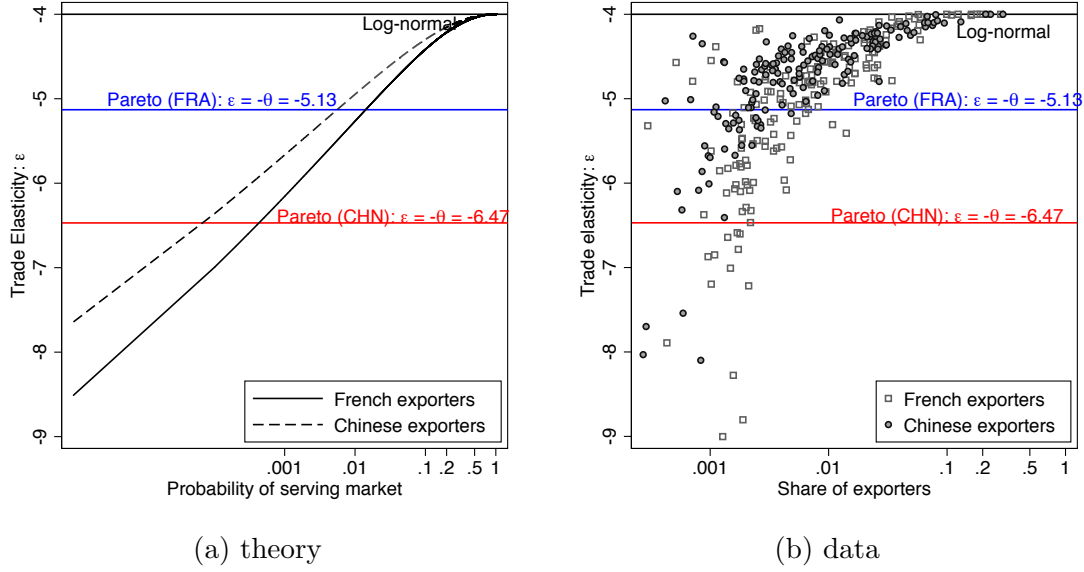 -4
-5
-6
-7
-8
-9
Trade Elasticity: ε
Log-normal
Pareto (FRA): ε = -θ = -5.13
Pareto (CHN): ε = -θ = -6.47
French exporters
Chinese exporters
.001 .01 .1 .2 .5 1
Probability of serving market
(a) theory
-4
-5
-6
-7
-8
-9
Trade elasticity: ε
Log-normal
Pareto (FRA): ε = -θ = -5.13
Pareto (CHN): ε = -θ = -6.47
French exporters
Chinese exporters
.001 .01 .1 .2 .5 1
Share of exporters
(b) data